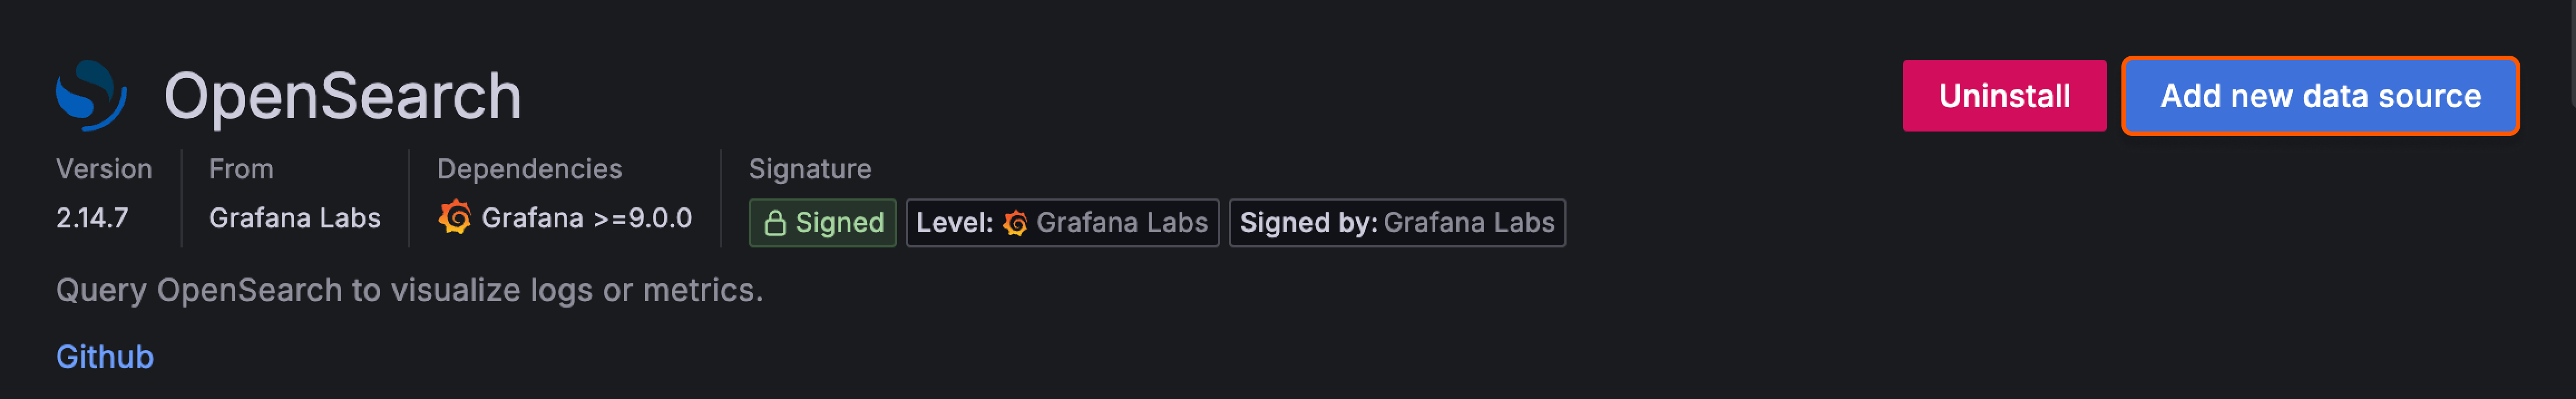 OpenSearch
Uninstall
Add new data source
Version
From
Dependencies
Signature
2.14.7
Grafana Labs
Grafana >=9.0.0
Signed
Level: Grafana Labs
Signed by: Grafana Labs
Query OpenSearch to visualize logs or metrics.
Github